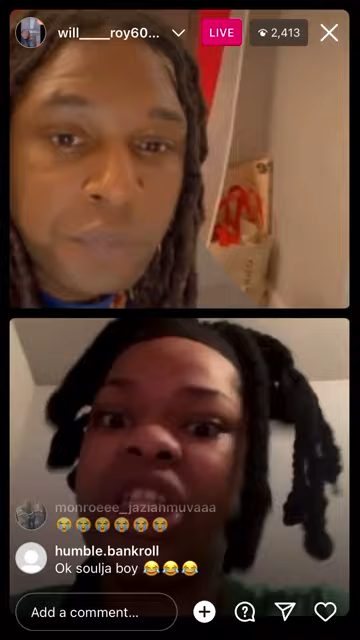 will____roy60...
LIVE
2,413
monroeee_jazianmuvaaa
😭😭😭😭😭😭
humble.bankroll
Ok soulja boy 😂😂😂
Add a comment...